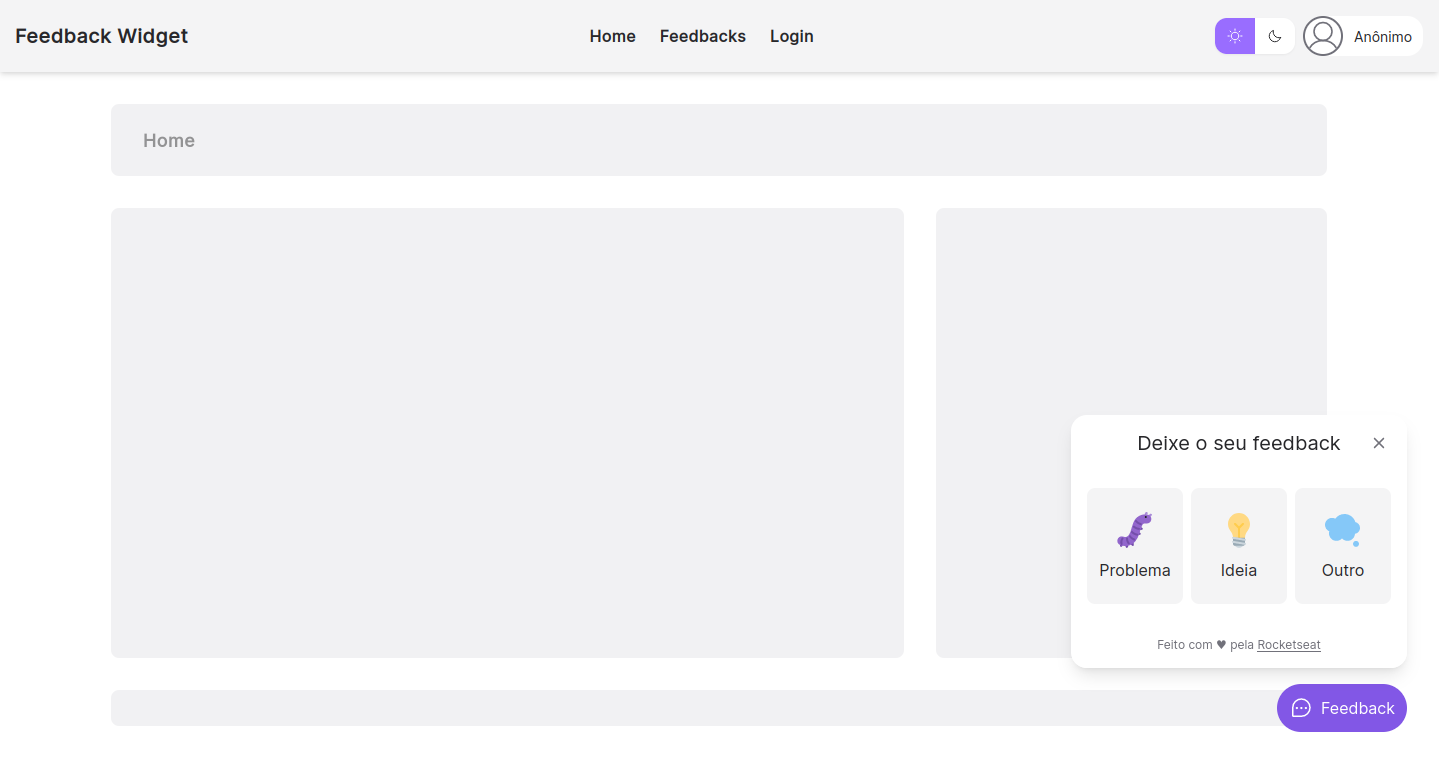 Feedback Widget
Home Feedbacks Login
Anônimo
Home
Deixe o seu feedback
Problema Ideia Outro
Feito com ♥ pela Rocketseat
Feedback